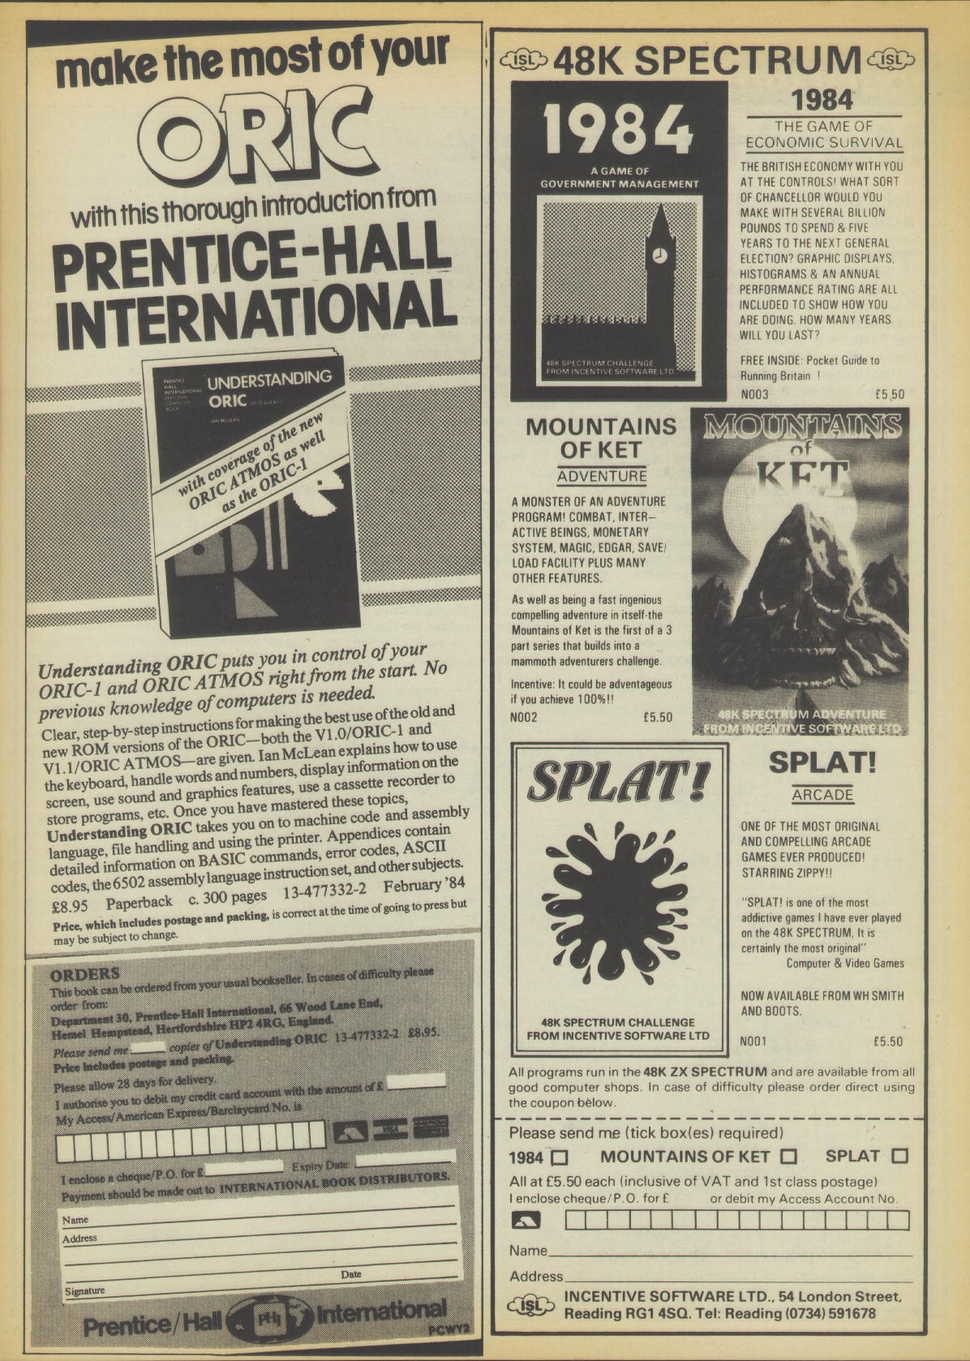 make the most of your
ORIC
with this thorough introduction from
PRENTICE-HALL
INTERNATIONAL
PRENTICE
HALL
INTERNATIONAL
UNDERSTANDING
ORIC
IAN McLEAN
with coverage of the new
ORIC ATMOS as well
as the ORIC-1
Understanding ORIC puts you in control of your
ORIC-1 and ORIC ATMOS right from the start. No
previous knowledge of computers is needed.
Clear, step-by-step instructions for making the best use of the old and
new ROM versions of the ORIC—both the V1.0/ORIC-1 and
V1.1/ORIC ATMOS—are given. Ian McLean explains how to use
the keyboard, handle words and numbers, display information on the
screen, use sound and graphics features, use a cassette recorder to
store programs, etc. Once you have mastered these topics,
Understanding ORIC takes you on to machine code and assembly
language, file handling and using the printer. Appendices contain
detailed information on BASIC commands, error codes, ASCII
codes, the 6502 assembly language instruction set, and other subjects.
£8.95 Paperback c. 300 pages 13-477332-2 February '84
Price, which includes postage and packing, is correct at the time of going to press but
may be subject to change.
ORDERS
This book can be ordered from your usual bookseller. In cases of difficulty please
order from:
Department 30, Prentice-Hall International, 66 Wood Lane End,
Hemel Hempstead, Hertfordshire HP2 4RG, England.
Please send me copies of Understanding ORIC 13-477332-2 £8.95.
Price includes postage and packing.
Please allow 28 days for delivery.
I authorise you to debit my credit card account with the amount of £
My Access/American Express/Barclaycard No. is
I enclose a cheque/P.O. for £ Expiry Date
Payment should be made out to INTERNATIONAL BOOK DISTRIBUTORS.
Name
Address
Date
Signature
Prentice/Hall PHI International
PCWY2
ISL 48K SPECTRUM ISL
1984
A GAME OF
GOVERNMENT MANAGEMENT
48K SPECTRUM CHALLENGE
FROM INCENTIVE SOFTWARE LTD
1984
THE GAME OF
ECONOMIC SURVIVAL
THE BRITISH ECONOMY WITH YOU
AT THE CONTROLS! WHAT SORT
OF CHANCELLOR WOULD YOU
MAKE WITH SEVERAL BILLION
POUNDS TO SPEND & FIVE
YEARS TO THE NEXT GENERAL
ELECTION? GRAPHIC DISPLAYS,
HISTOGRAMS & AN ANNUAL
PERFORMANCE RATING ARE ALL
INCLUDED TO SHOW HOW YOU
ARE DOING. HOW MANY YEARS
WILL YOU LAST?
FREE INSIDE: Pocket Guide to
Running Britain !
N003 £5.50
MOUNTAINS
OF KET
ADVENTURE
A MONSTER OF AN ADVENTURE
PROGRAM! COMBAT, INTER—
ACTIVE BEINGS, MONETARY
SYSTEM, MAGIC, EDGAR, SAVE/
LOAD FACILITY PLUS MANY
OTHER FEATURES.
As well as being a fast ingenious
compelling adventure in itself-the
Mountains of Ket is the first of a 3
part series that builds into a
mammoth adventurers challenge.
Incentive: It could be adventageous
if you achieve 100%!!
N002 £5.50
MOUNTAINS
of
KET
48K SPECTRUM ADVENTURE
FROM INCENTIVE SOFTWARE LTD
SPLAT!
48K SPECTRUM CHALLENGE
FROM INCENTIVE SOFTWARE LTD
SPLAT!
ARCADE
ONE OF THE MOST ORIGINAL
AND COMPELLING ARCADE
GAMES EVER PRODUCED!
STARRING ZIPPY!!
"SPLAT! is one of the most
addictive games I have ever played
on the 48K SPECTRUM, It is
certainly the most original"
Computer & Video Games
NOW AVAILABLE FROM WH SMITH
AND BOOTS.
N001 £5.50
All programs run in the 48K ZX SPECTRUM and are available from all
good computer shops. In case of difficulty please order direct using
the coupon below.
Please send me (tick box(es) required)
1984 MOUNTAINS OF KET SPLAT
All at £5.50 each (inclusive of VAT and 1st class postage)
I enclose cheque/P.O. for £ or debit my Access Account No.
Name
Address
ISL INCENTIVE SOFTWARE LTD., 54 London Street,
Reading RG1 4SQ. Tel: Reading (0734) 591678